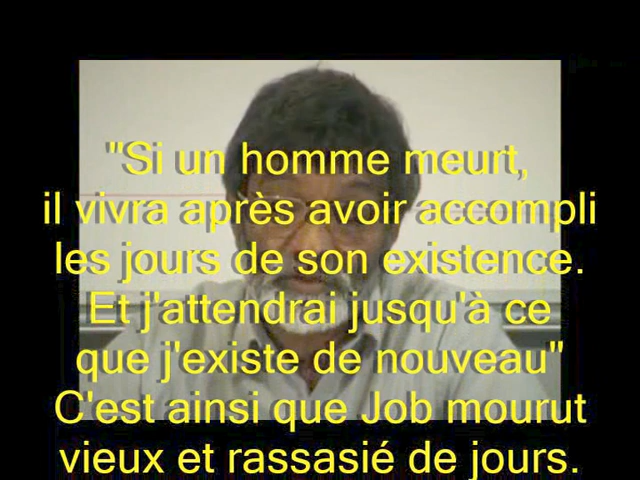 "Si un homme meurt,
il vivra après avoir accompli
les jours de son existence.
Et j'attendrai jusqu'à ce
que j'existe de nouveau"
C'est ainsi que Job mourut
vieux et rassasié de jours.